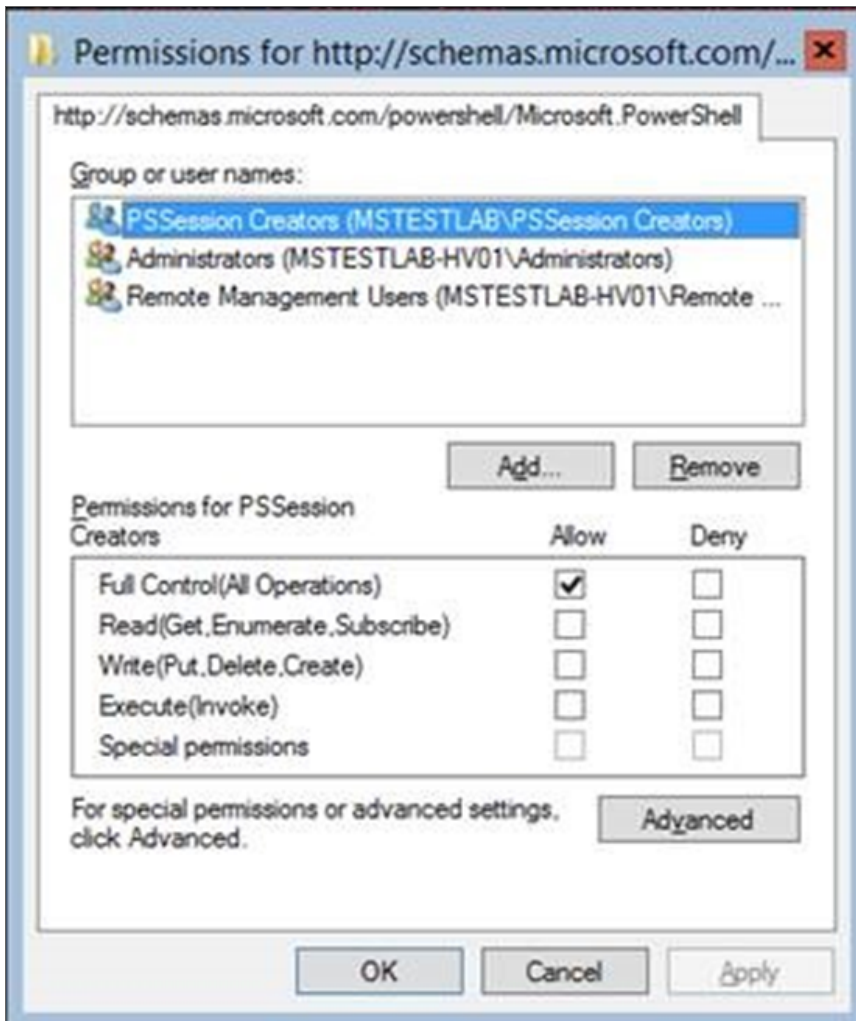 Permissions for http://schemas.microsoft.com/...
http://schemas.microsoft.com/powershell/Microsoft.PowerShell
Group or user names:
PSSession Creators (MSTESTLAB\PSSession Creators)
Administrators (MSTESTLAB-HV01\Administrators)
Remote Management Users (MSTESTLAB-HV01\Remote ...
Add...
Remove
Permissions for PSSession
Creators
Allow
Deny
Full Control(All Operations)
Read(Get,Enumerate,Subscribe)
Write(Put,Delete,Create)
Execute(Invoke)
Special permissions
For special permissions or advanced settings,
click Advanced.
Advanced
OK
Cancel
Apply